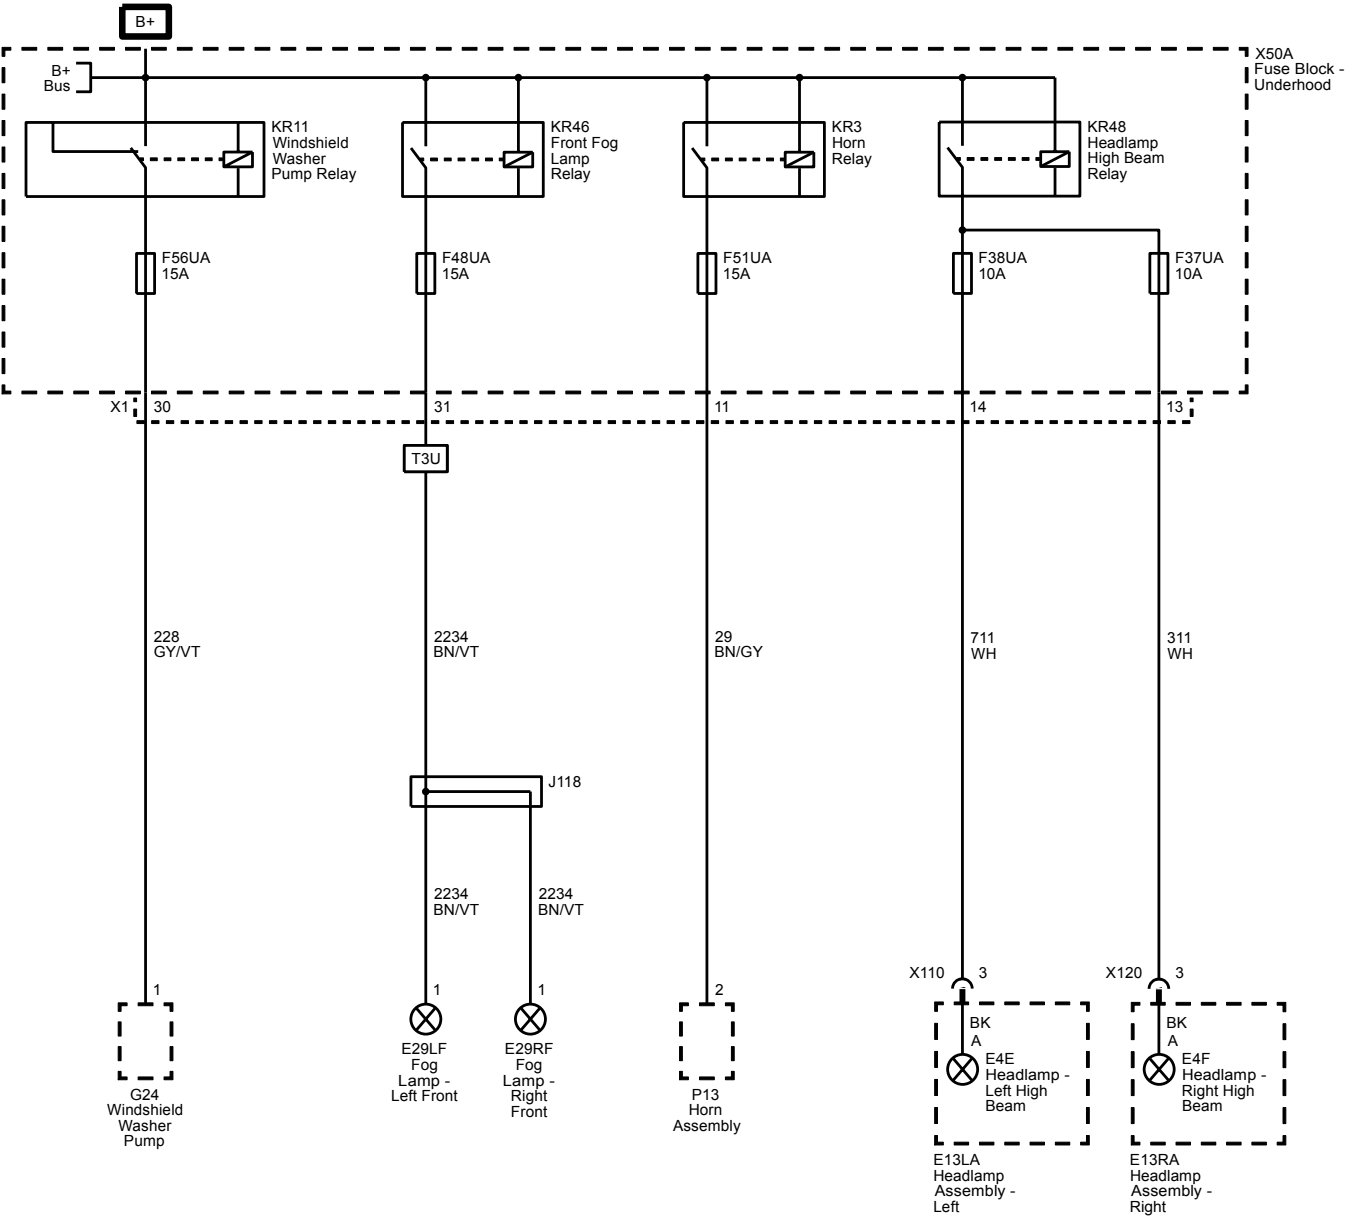 B+
X50A
Fuse Block -
Underhood
B+
Bus
KR11
Windshield
Washer
Pump Relay
KR46
Front Fog
Lamp
Relay
KR3
Horn
Relay
KR48
Headlamp
High Beam
Relay
F56UA
15A
F48UA
15A
F51UA
15A
F38UA
10A
F37UA
10A
X1 30 31 11 14 13
T3U
228
GY/VT
2234
BN/VT
29
BN/GY
711
WH
311
WH
J118
2234
BN/VT
2234
BN/VT
X110 3
X120 3
1 1 1 2
BK
A
BK
A
E29LF
Fog
Lamp -
Left Front
E29RF
Fog
Lamp -
Right
Front
E4E
Headlamp -
Left High
Beam
E4F
Headlamp -
Right High
Beam
G24
Windshield
Washer
Pump
P13
Horn
Assembly
E13LA
Headlamp
Assembly -
Left
E13RA
Headlamp
Assembly -
Right